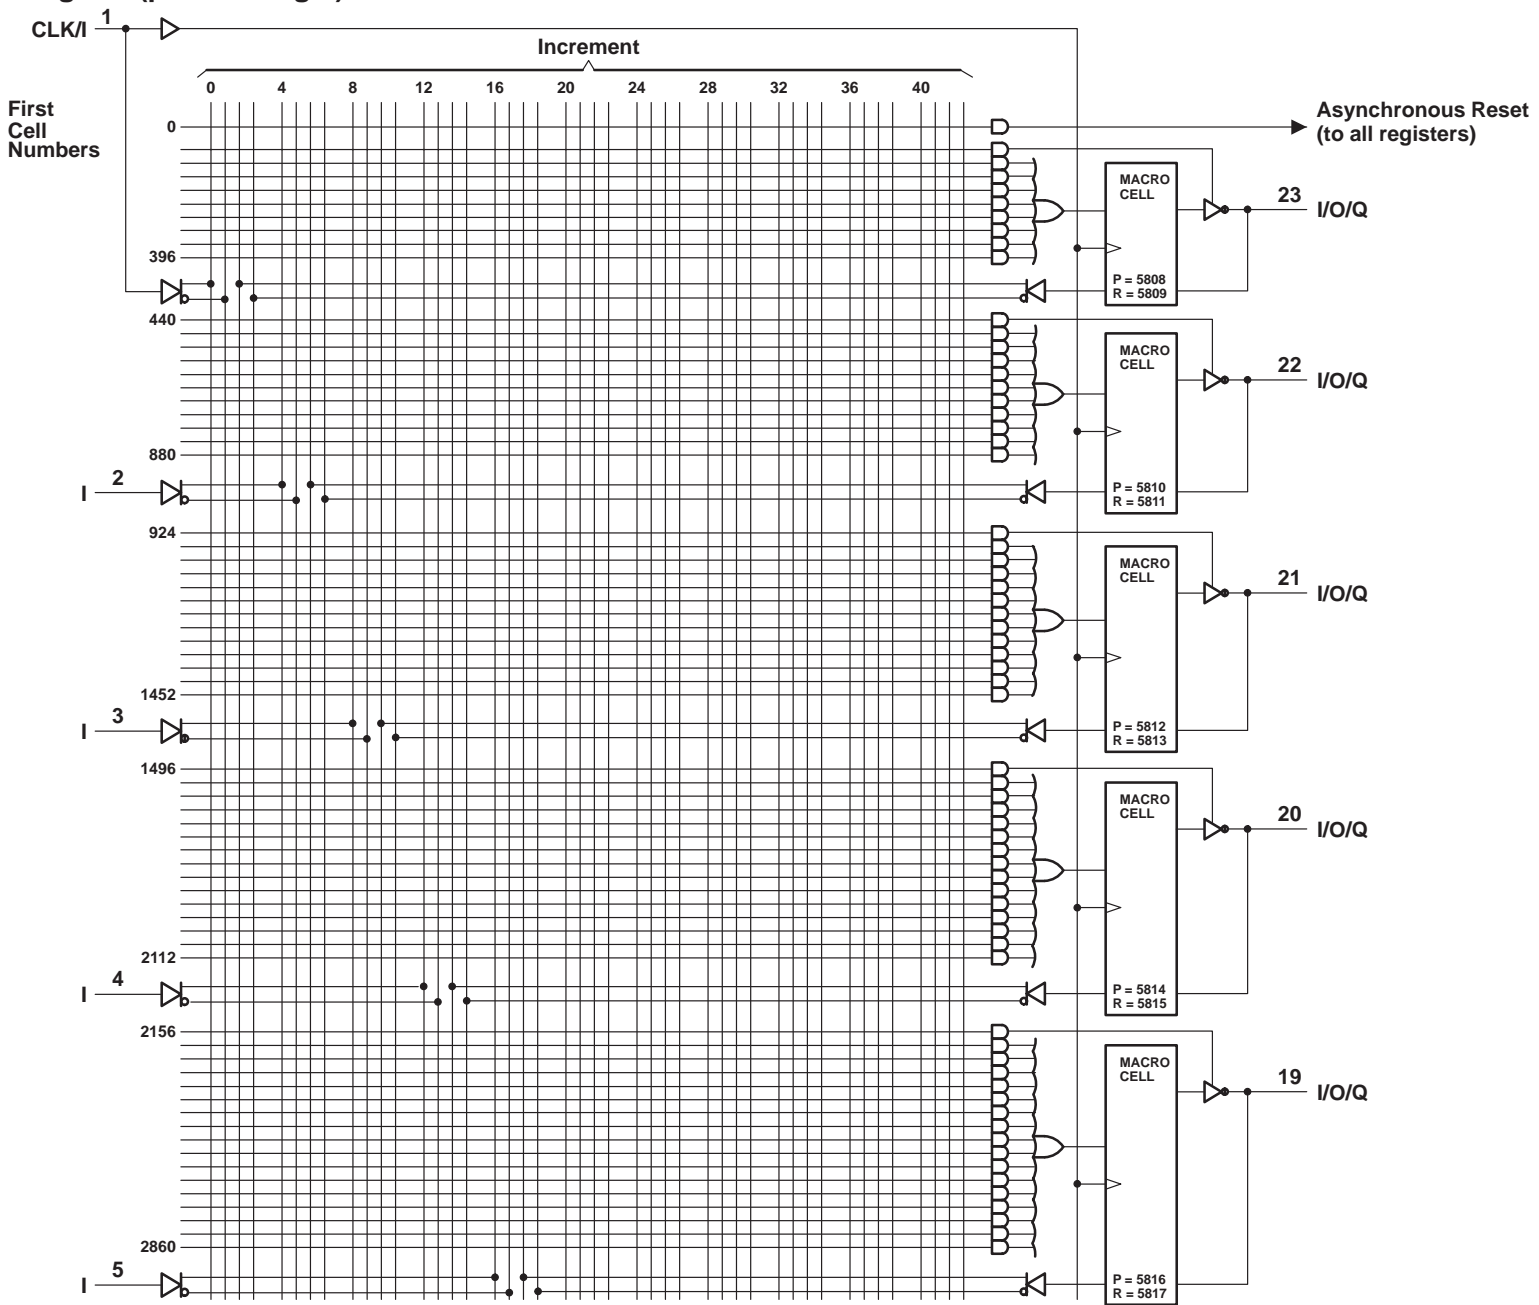 CLK/I 1
Increment
0 4 8 12 16 20 24 28 32 36 40
First
Cell
Numbers
0
Asynchronous Reset
(to all registers)
MACRO
CELL
23 I/O/Q
396
P = 5808
R = 5809
440
MACRO
CELL
22 I/O/Q
880
I 2
P = 5810
R = 5811
924
MACRO
CELL
21 I/O/Q
1452
I 3
P = 5812
R = 5813
1496
MACRO
CELL
20 I/O/Q
2112
I 4
P = 5814
R = 5815
2156
MACRO
CELL
19 I/O/Q
2860
I 5
P = 5816
R = 5817